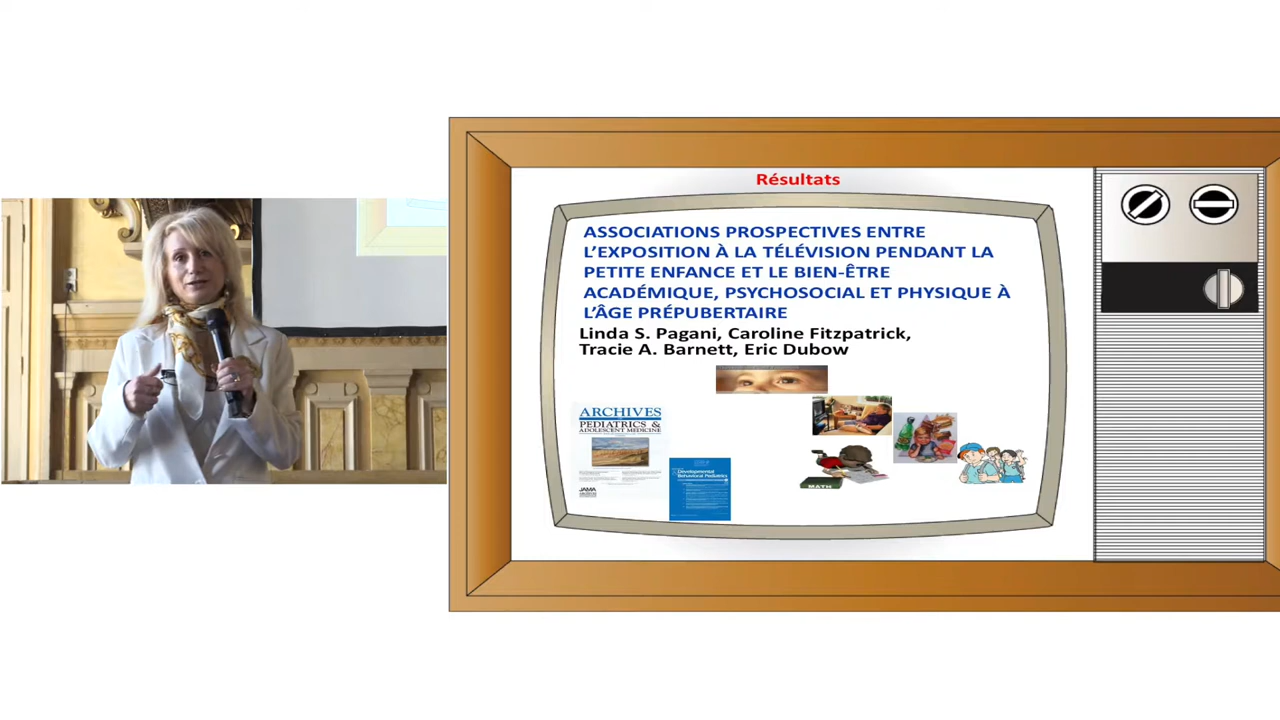 Résultats
ASSOCIATIONS PROSPECTIVES ENTRE
L’EXPOSITION À LA TÉLÉVISION PENDANT LA
PETITE ENFANCE ET LE BIEN-ÊTRE
ACADÉMIQUE, PSYCHOSOCIAL ET PHYSIQUE À
L’ÂGE PRÉPUBERTAIRE
Linda S. Pagani, Caroline Fitzpatrick,
Tracie A. Barnett, Eric Dubow
ARCHIVES
PEDIATRICS &
ADOLESCENT MEDICINE
JAMA
Developmental
Behavioral Pediatrics
MATH